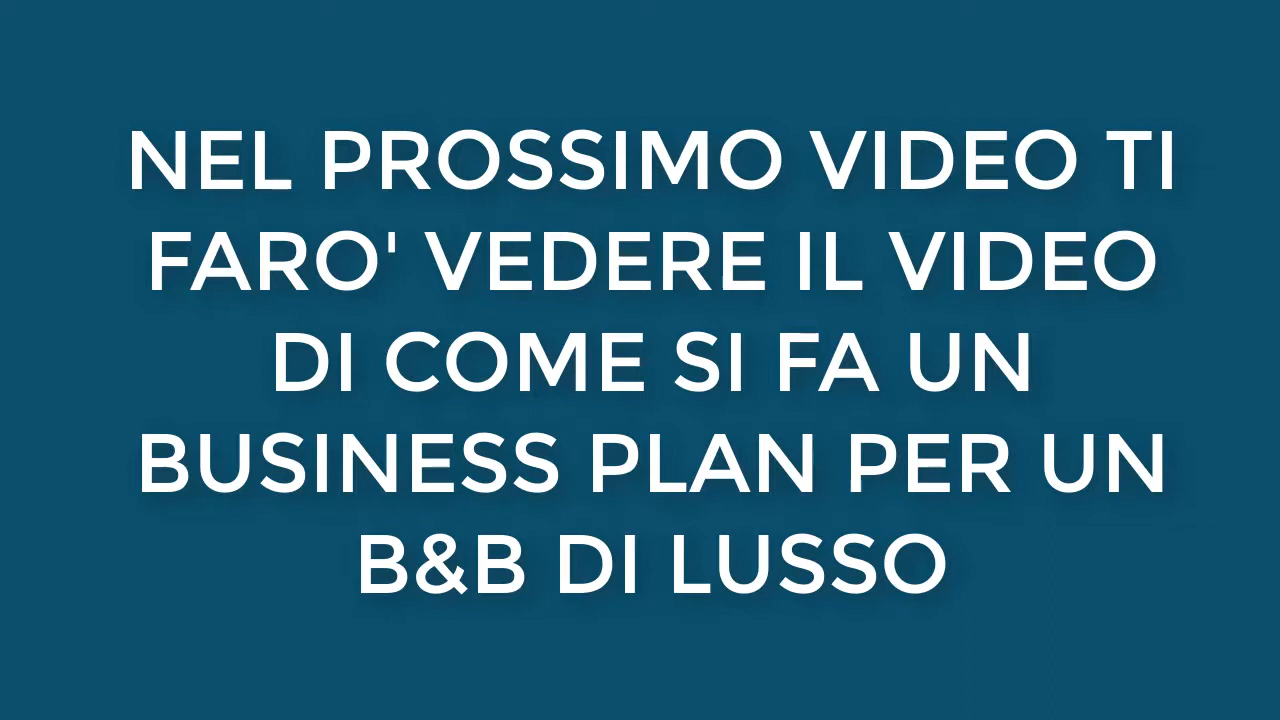 NEL PROSSIMO VIDEO TI
FARO' VEDERE IL VIDEO
DI COME SI FA UN
BUSINESS PLAN PER UN
B&B DI LUSSO